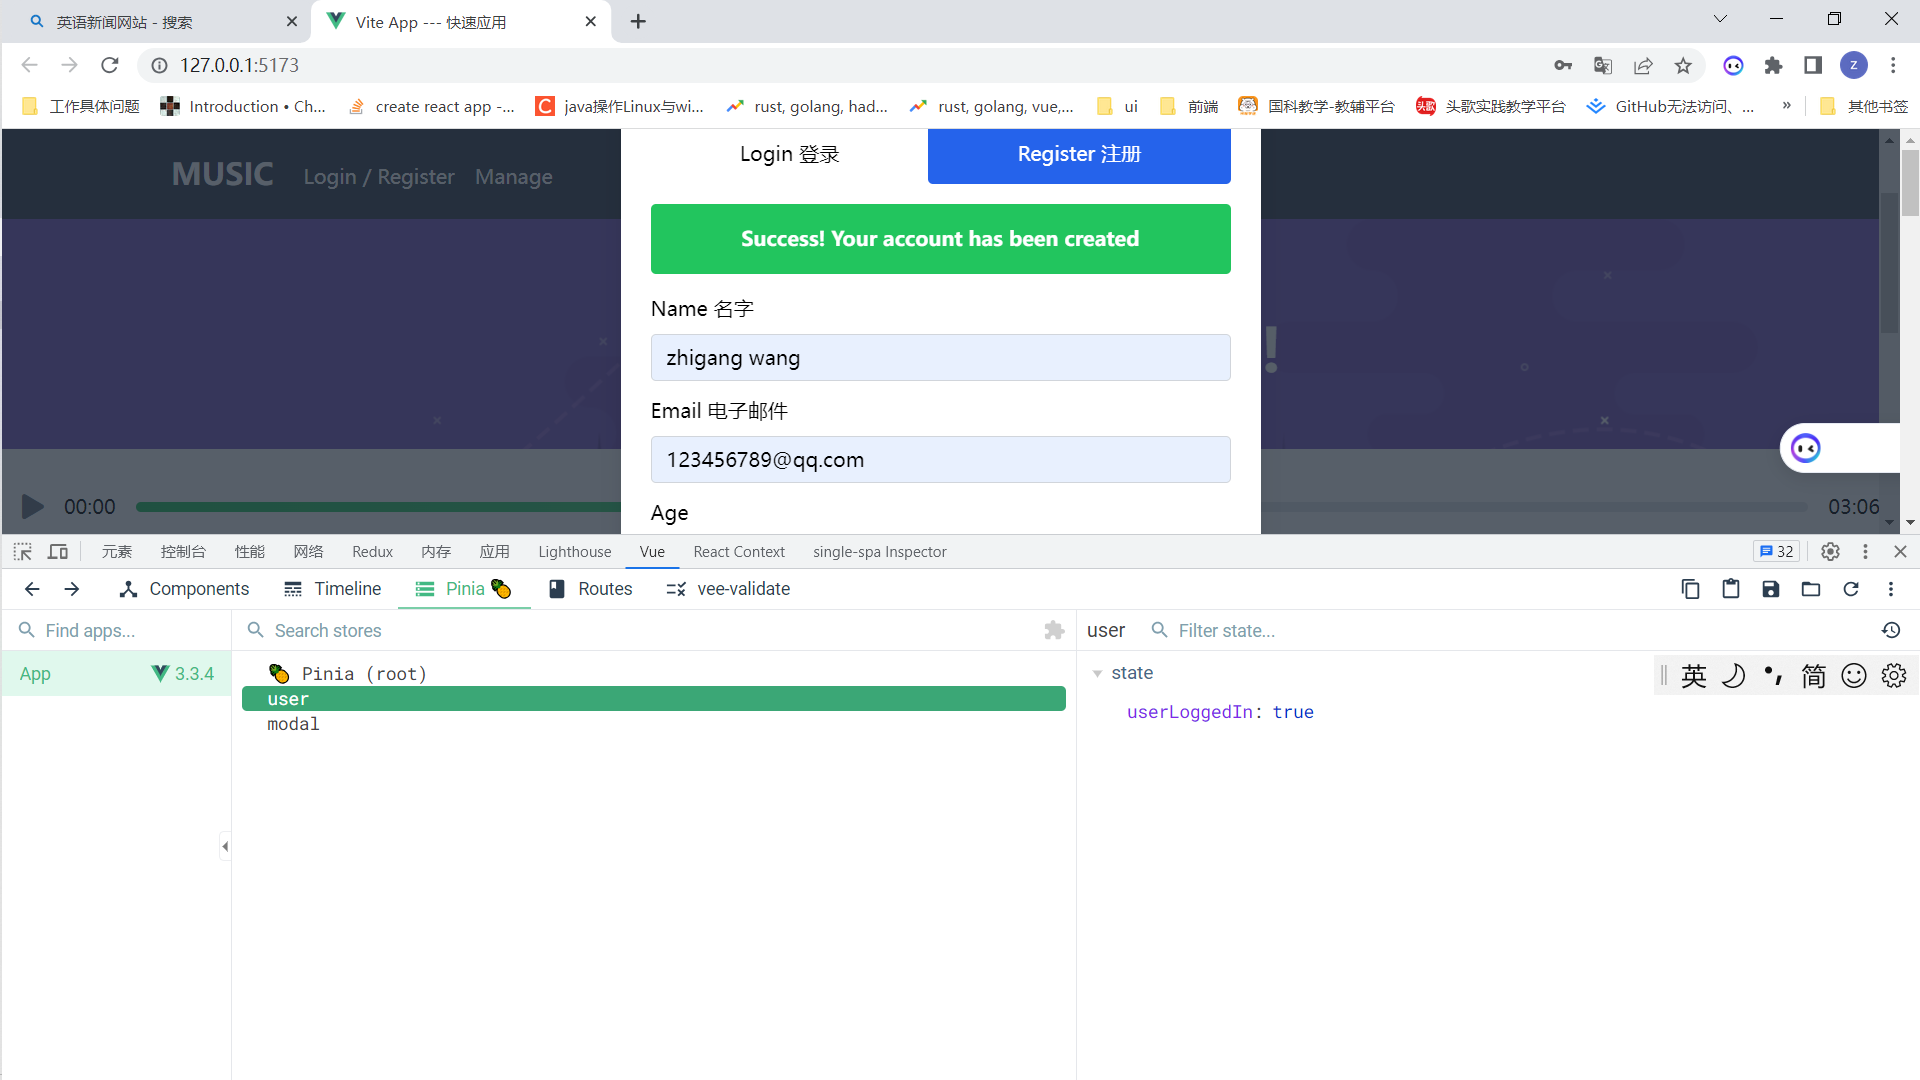 英语新闻网站 - 搜索
Vite App --- 快速应用
127.0.0.1:5173
Z
工作具体问题
Introduction • Ch...
create react app -...
C
java操作Linux与wi...
rust, golang, had...
rust, golang, vue,...
ui
前端
国科教学-教辅平台
头歌
头歌实践教学平台
GitHub无法访问、...
»
其他书签
MUSIC
Login / Register
Manage
Login 登录
Register 注册
Success! Your account has been created
Name 名字
zhigang wang
!
Email 电子邮件
123456789@qq.com
Age
00:00
03:06
元素
控制台
性能
网络
Redux
内存
应用
Lighthouse
Vue
React Context
single-spa Inspector
32
Components
Timeline
Pinia 🍍
Routes
vee-validate
Find apps...
Search stores
user
Filter state...
App
3.3.4
🍍 Pinia (root)
user
modal
state
userLoggedIn: true
英
简